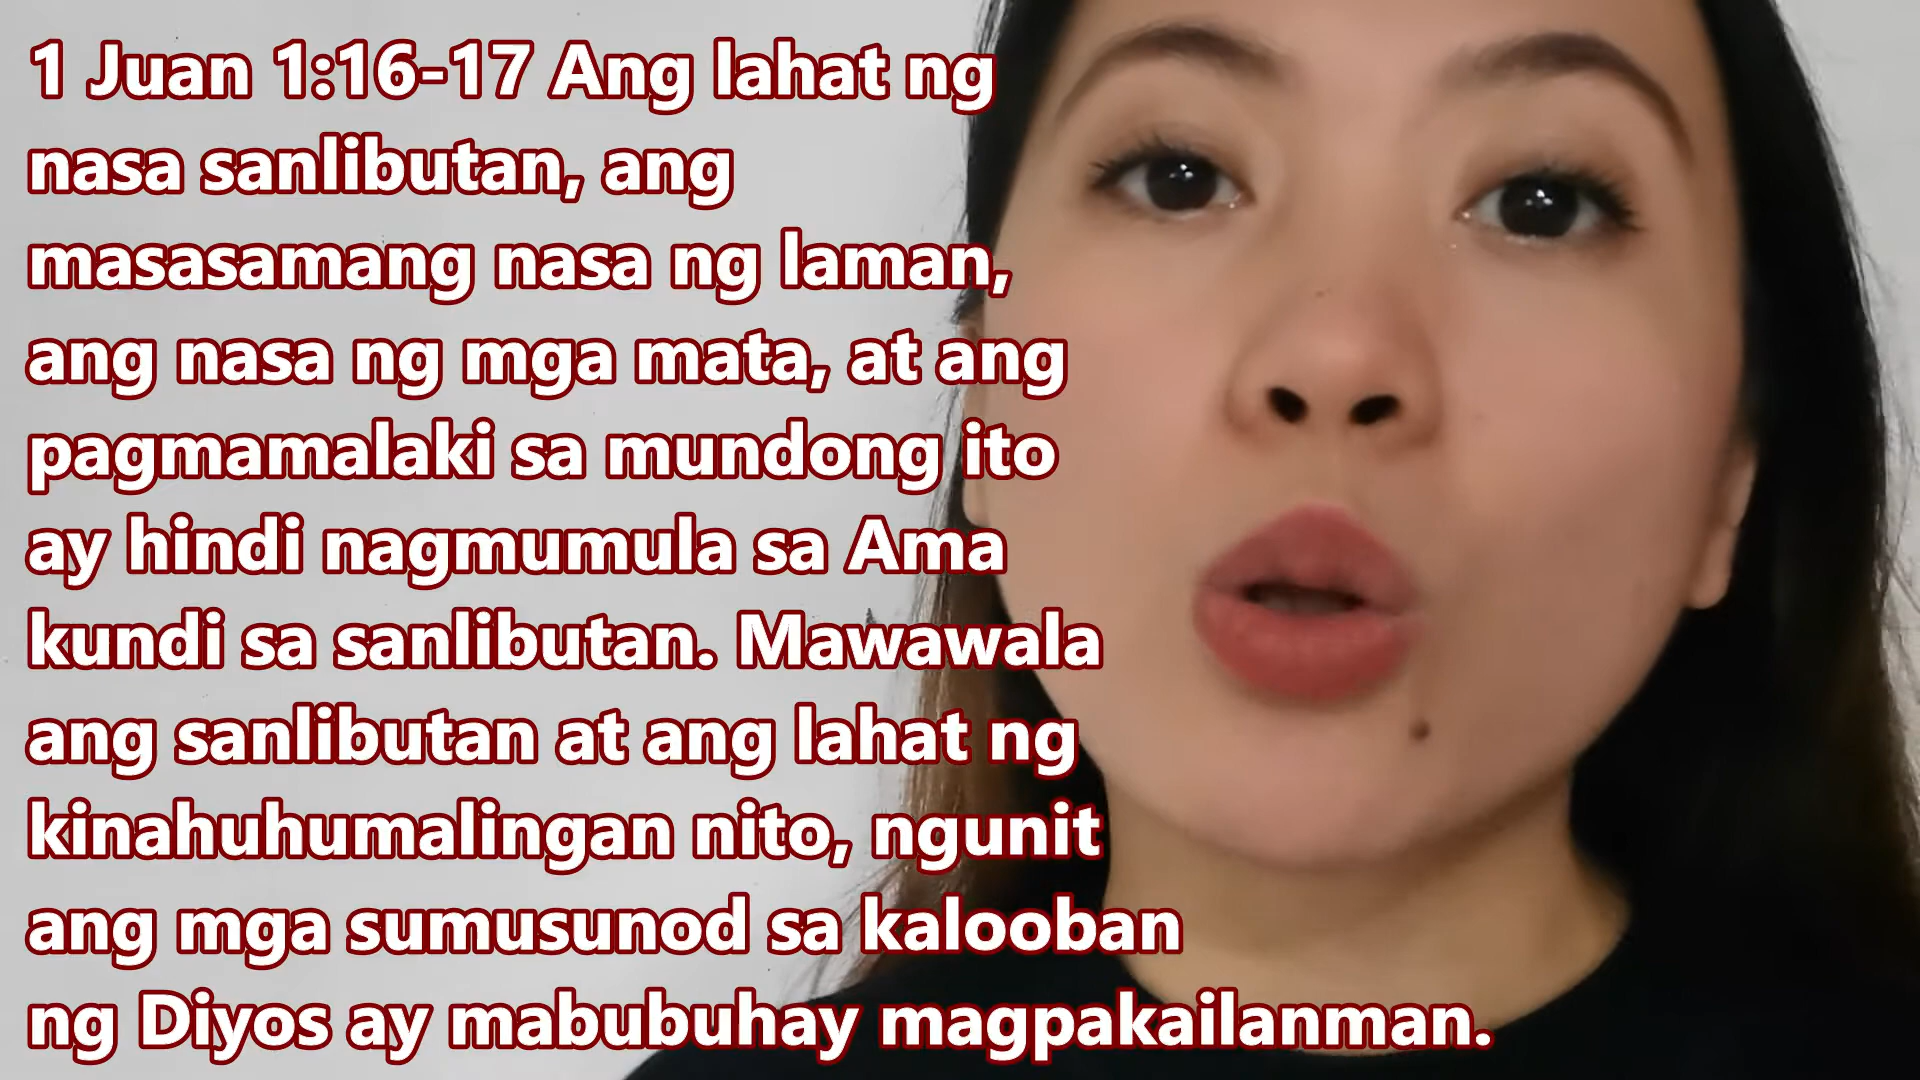 1 Juan 1:16-17 Ang lahat ng
nasa sanlibutan, ang
masasamang nasa ng laman,
ang nasa ng mga mata, at ang
pagmamalaki sa mundong ito
ay hindi nagmumula sa Ama
kundi sa sanlibutan. Mawawala
ang sanlibutan at ang lahat ng
kinahuhumalingan nito, ngunit
ang mga sumusunod sa kalooban
ng Diyos ay mabubuhay magpakailanman.